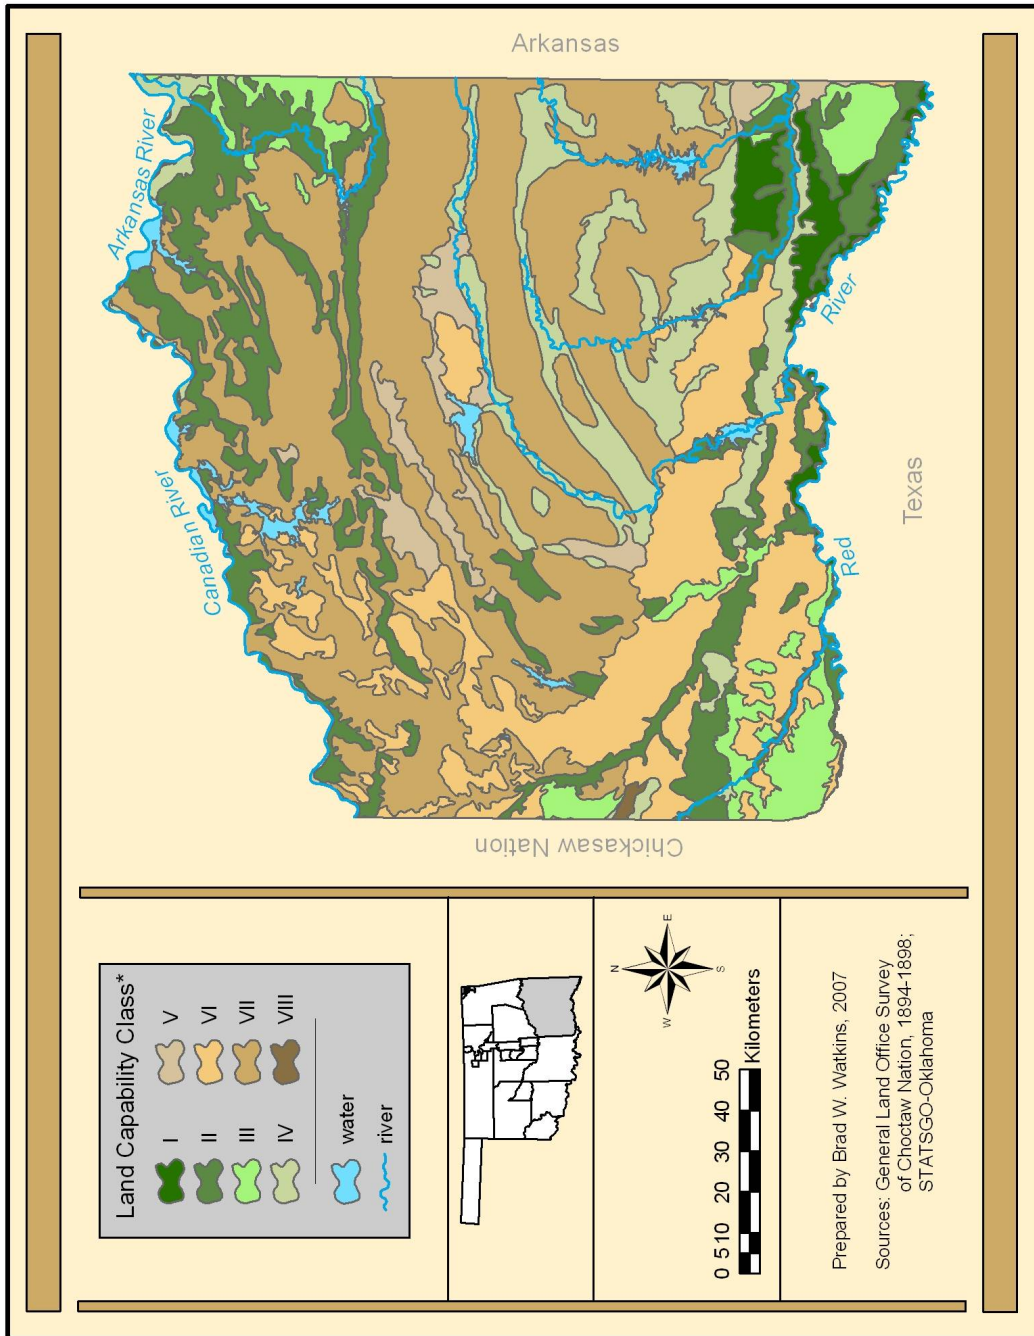 Arkansas
Arkansas River
Canadian River
River
Texas
Red
Chickasaw Nation
Land Capability Class*
I
II
III
IV
V
VI
VII
VIII
water
river
N
E
S
W
0 5 10 20 30 40 50
Kilometers
Prepared by Brad W. Watkins, 2007
Sources: General Land Office Survey
of Choctaw Nation, 1894-1898;
STATSGO-Oklahoma